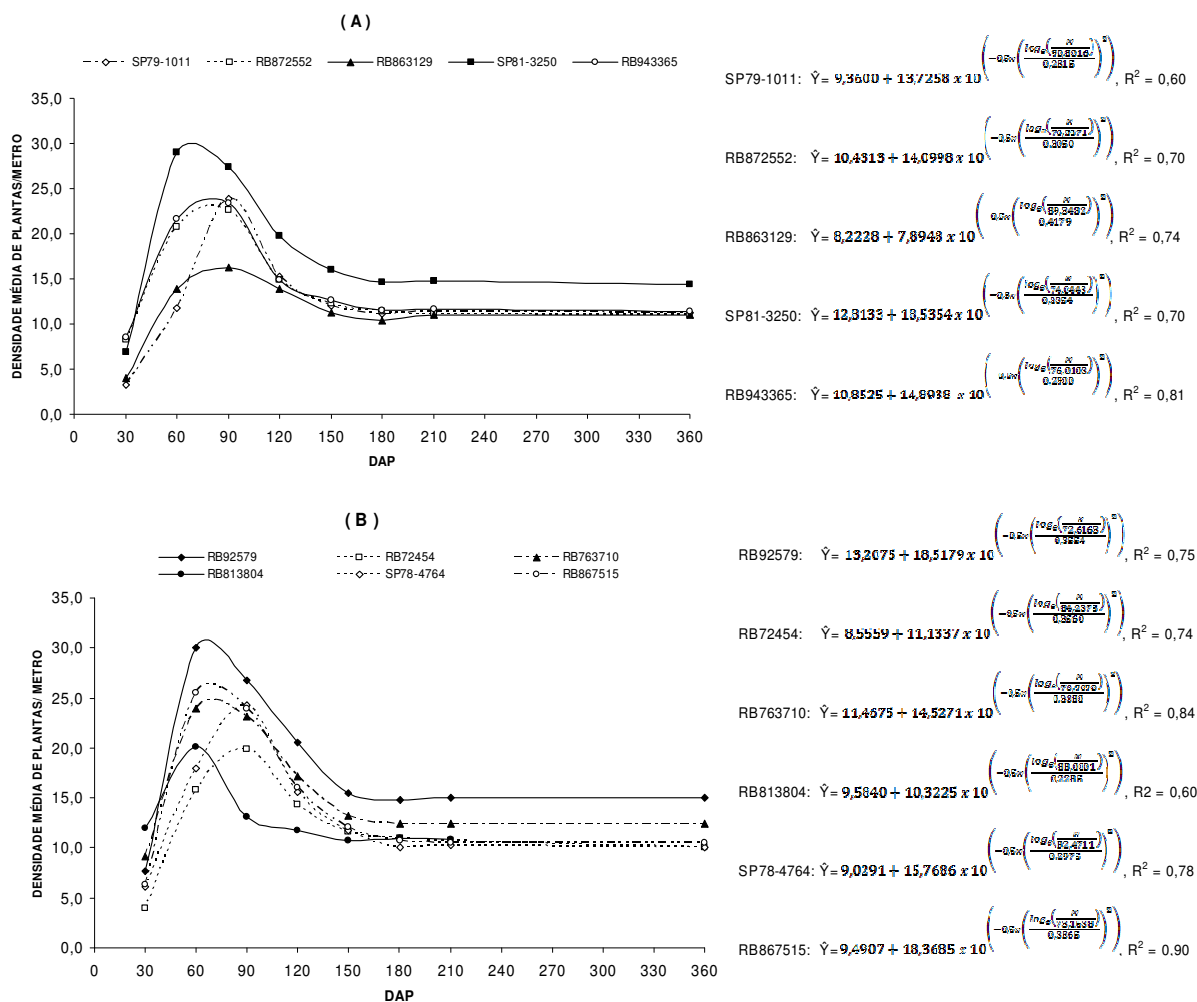 ( A )
SP79-1011 RB872552 RB863129 SP81-3250 RB943365
DENSIDADE MÉDIA DE PLANTAS/METRO
35,0
30,0
25,0
20,0
15,0
10,0
5,0
0,0
0 30 60 90 120 150 180 210 240 270 300 330 360
DAP
SP79-1011: Ŷ= 9,3600 + 13,7258 x 10 , R² = 0,60
RB872552: Ŷ= 10,4313 + 14,0998 x 10 , R² = 0,70
RB863129: Ŷ= 8,2228 + 7,8948 x 10 , R² = 0,74
SP81-3250: Ŷ= + x 10 , R² = 0,70
RB943365: Ŷ= 10,8525 + x 10 , R² = 0,81
( B )
RB92579 RB72454 RB763710
RB813804 SP78-4764 RB867515
DENSIDADE MÉDIA DE PLANTAS/ METRO
35,0
30,0
25,0
20,0
15,0
10,0
5,0
0,0
0 30 60 90 120 150 180 210 240 270 300 330 360
DAP
RB92579: Ŷ= + 18,5179 x 10 , R² = 0,75
RB72454: Ŷ= 8,5559 + 11,1337 x 10 , R² = 0,74
RB763710: Ŷ= 11,4675 + 14,5271 x 10 , R² = 0,84
RB813804: Ŷ= 9,5840 + 10,3225 x 10 , R2 = 0,60
SP78-4764: Ŷ= 9,0291 + 15,7686 x 10 , R² = 0,78
RB867515: Ŷ= 9,4907 + 18,3685 x 10 , R² = 0.90